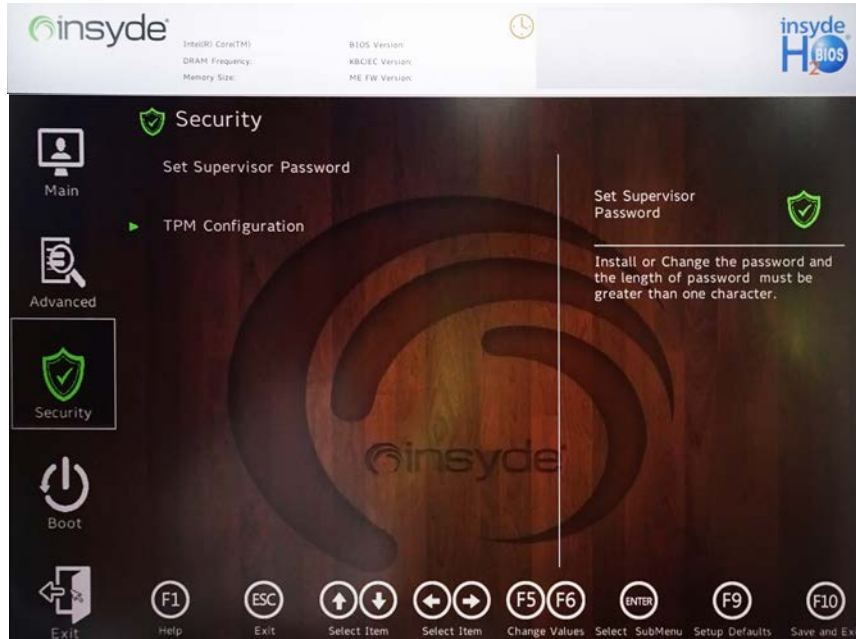 insyde
Intel(R) Core(TM)
DRAM Frequency:
Memory Size:
BIOS Version:
KBC/EC Version:
ME FW Version:
insyde
H2O BIOS
Main
Advanced
Security
Boot
Exit
Security
Set Supervisor Password
TPM Configuration
Set Supervisor
Password
Install or Change the password and
the length of password must be
greater than one character.
insyde
F1
Help
ESC
Exit
Select Item
Select Item
F5 F6
Change Values
ENTER
Select SubMenu
F9
Setup Defaults
F10
Save and Ex